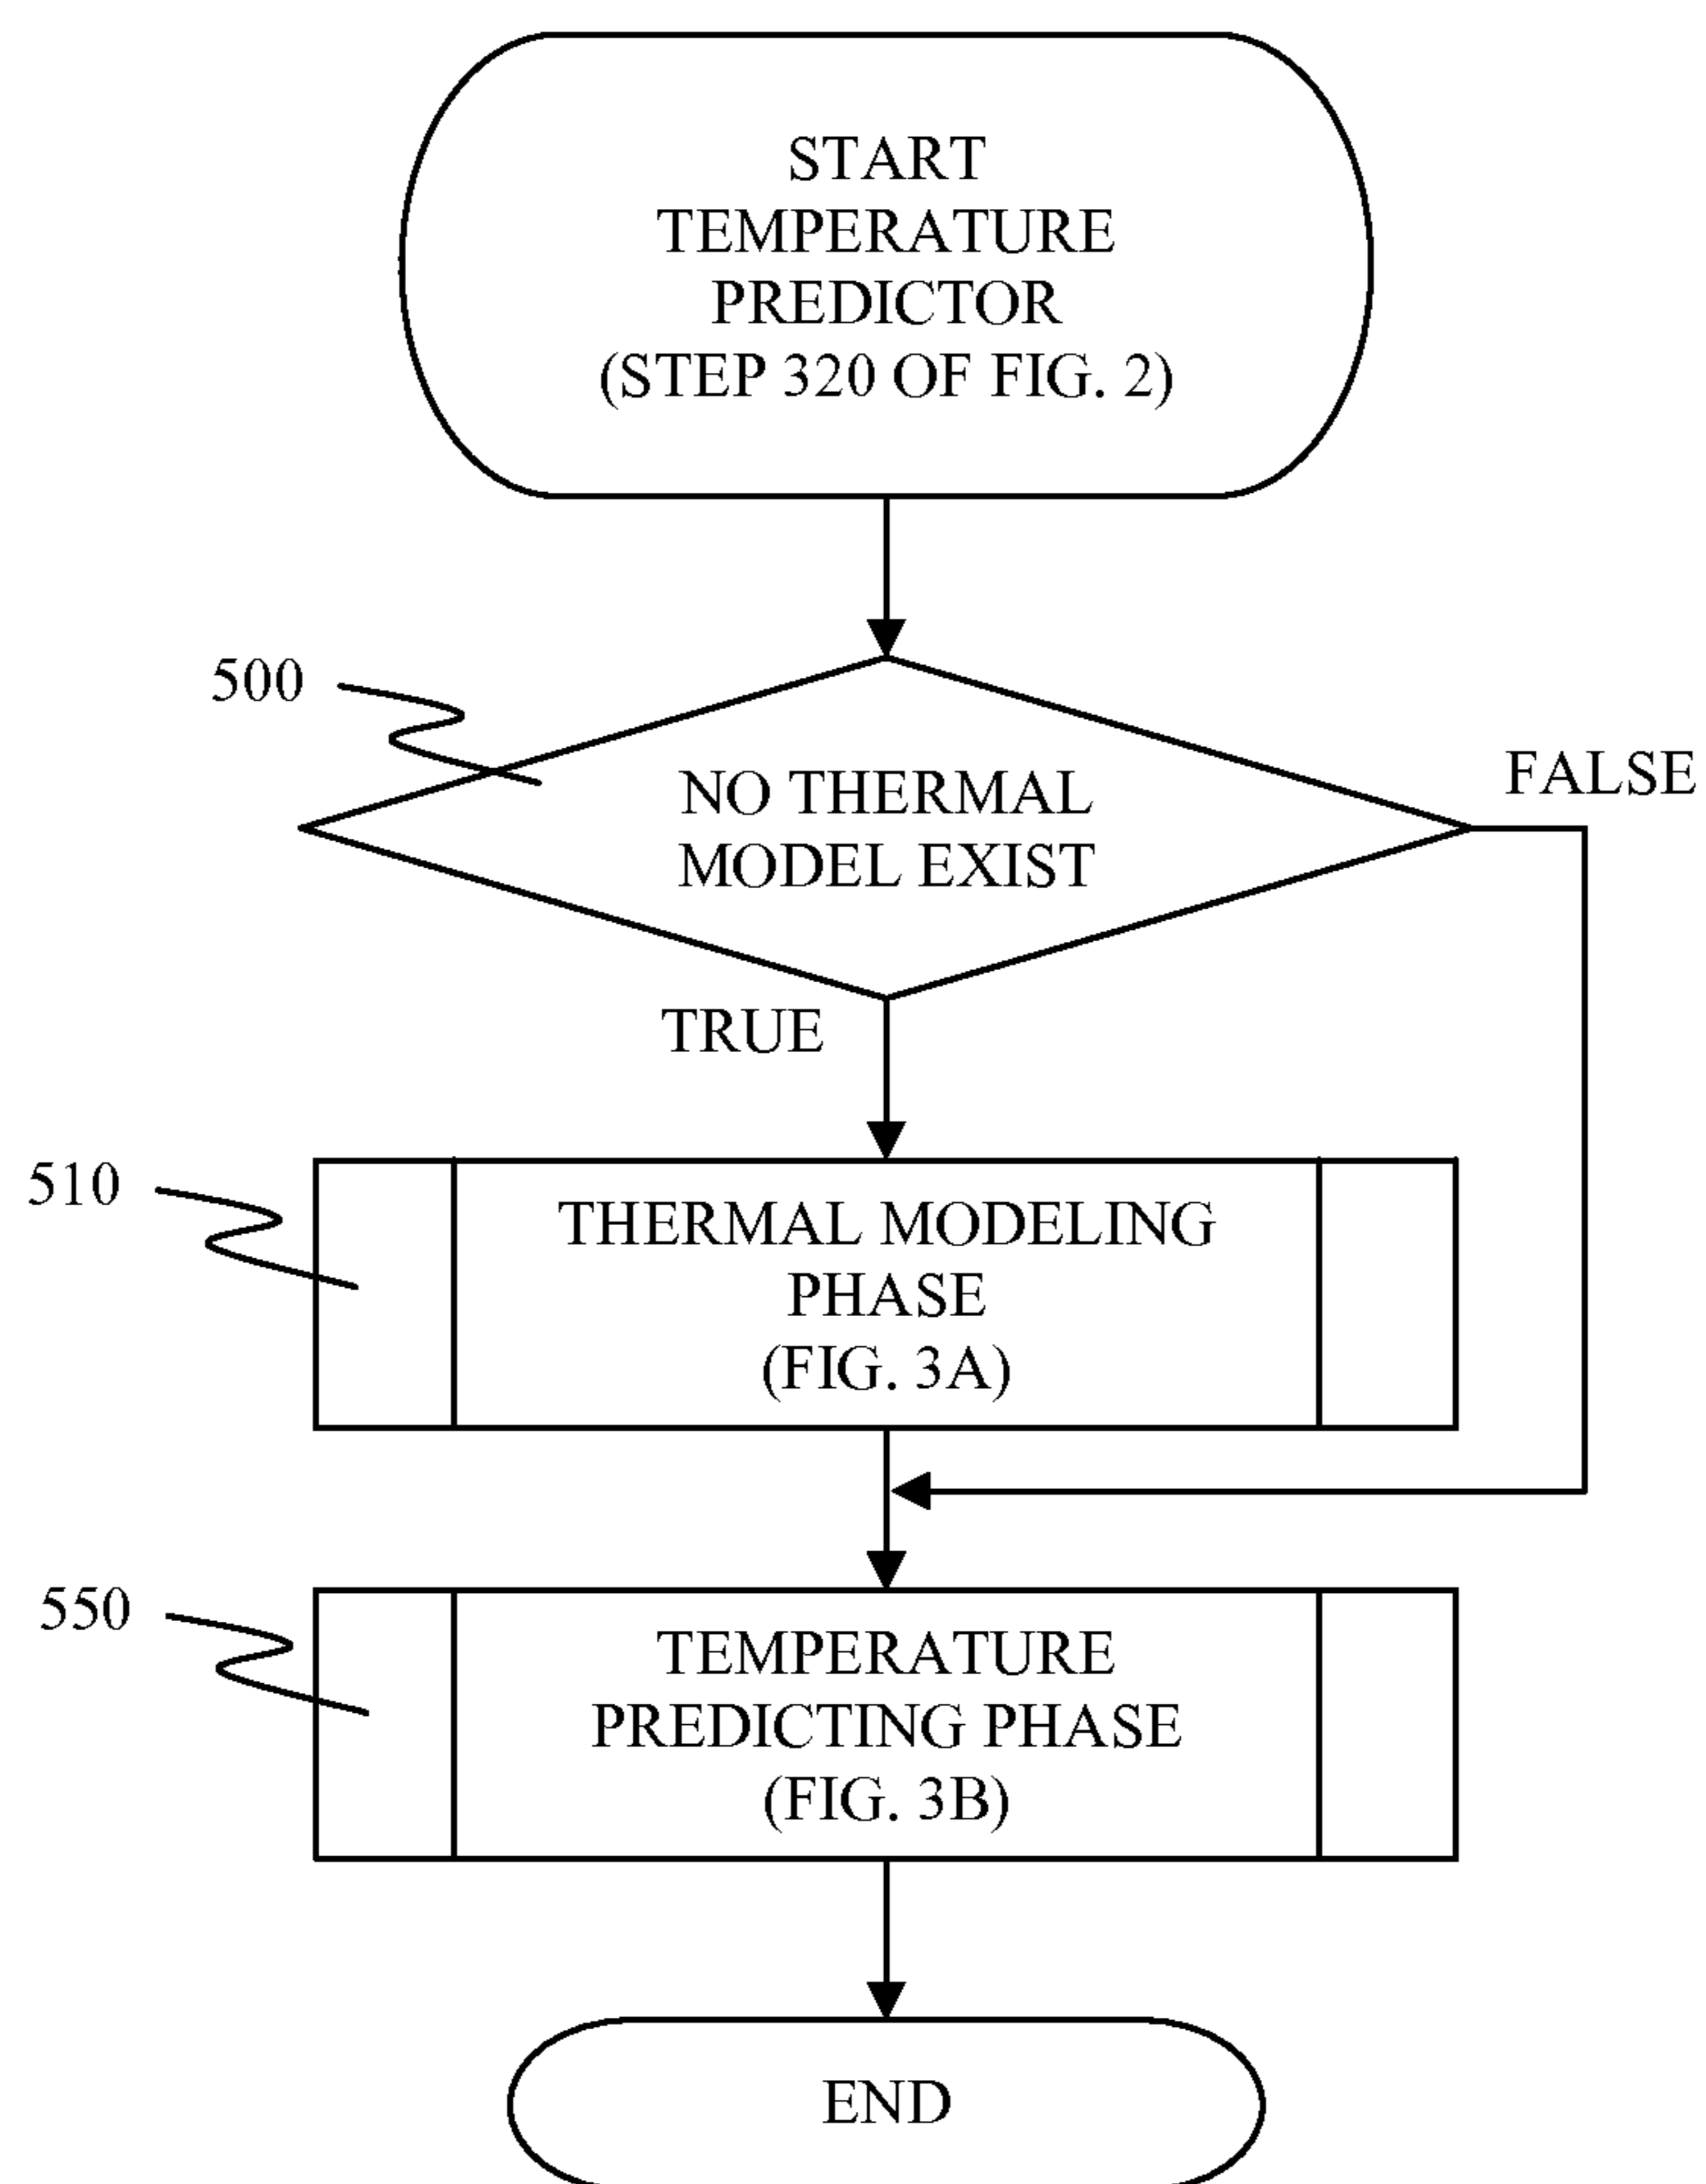 START
TEMPERATURE
PREDICTOR
(STEP 320 OF FIG. 2)
500
NO THERMAL
MODEL EXIST
FALSE
TRUE
510
THERMAL MODELING
PHASE
(FIG. 3A)
550
TEMPERATURE
PREDICTING PHASE
(FIG. 3B)
END